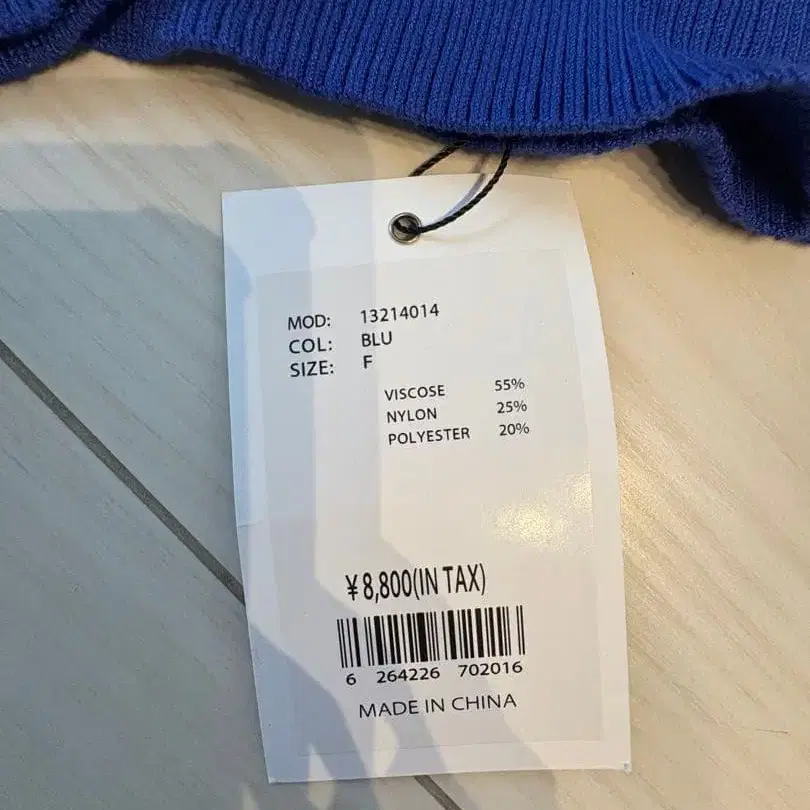 MOD: 13214014
COL: BLU
SIZE: F
VISCOSE 55%
NYLON 25%
POLYESTER 20%
¥8,800(IN TAX)
6 264226 702016
MADE IN CHINA